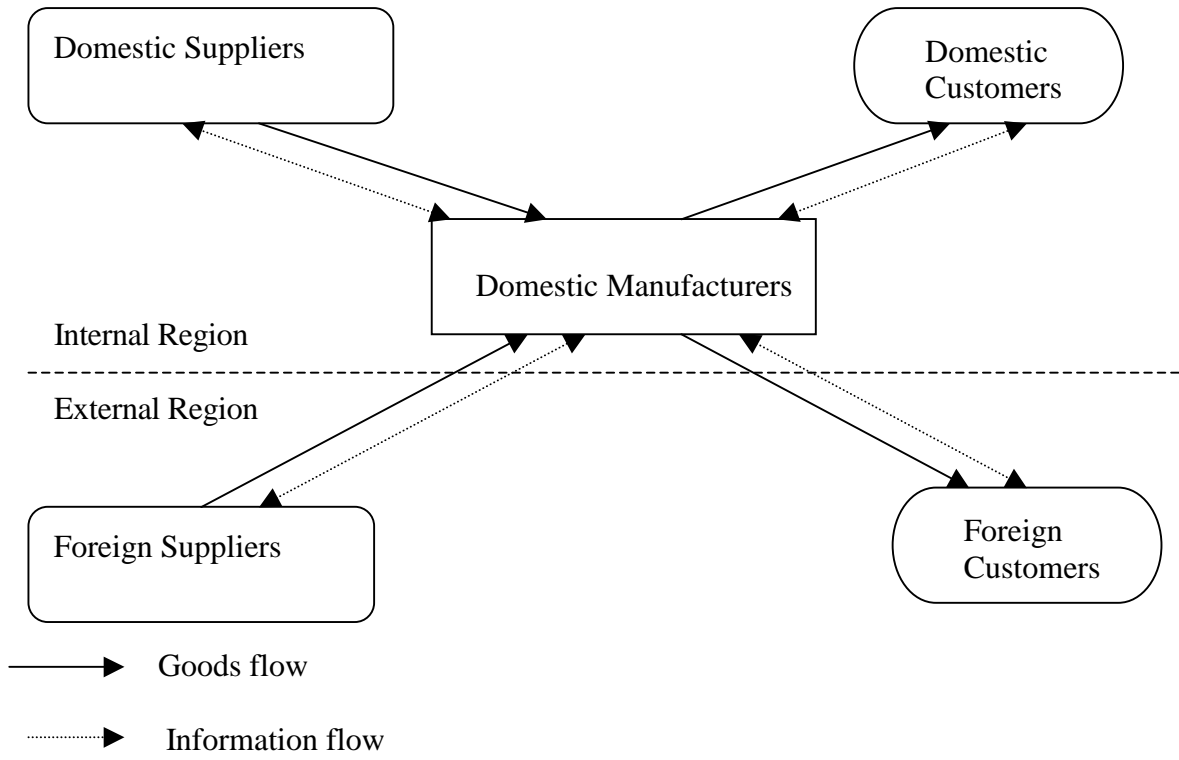 Domestic Suppliers
Domestic
Customers
Domestic Manufacturers
Internal Region
External Region
Foreign Suppliers
Foreign
Customers
Goods flow
Information flow